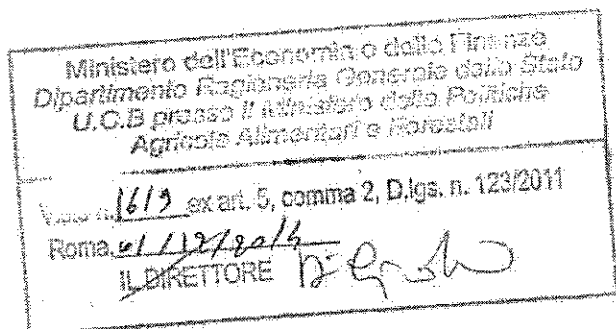 Ministero dell'Economia e delle Finanze
Dipartimento Ragioneria Generale dello Stato
U.C.B presso il Ministero delle Politiche
Agricole Alimentari e Forestali
n. ex art. 5, comma 2, D.lgs. n. 123/2011
Roma,
IL DIRETTORE